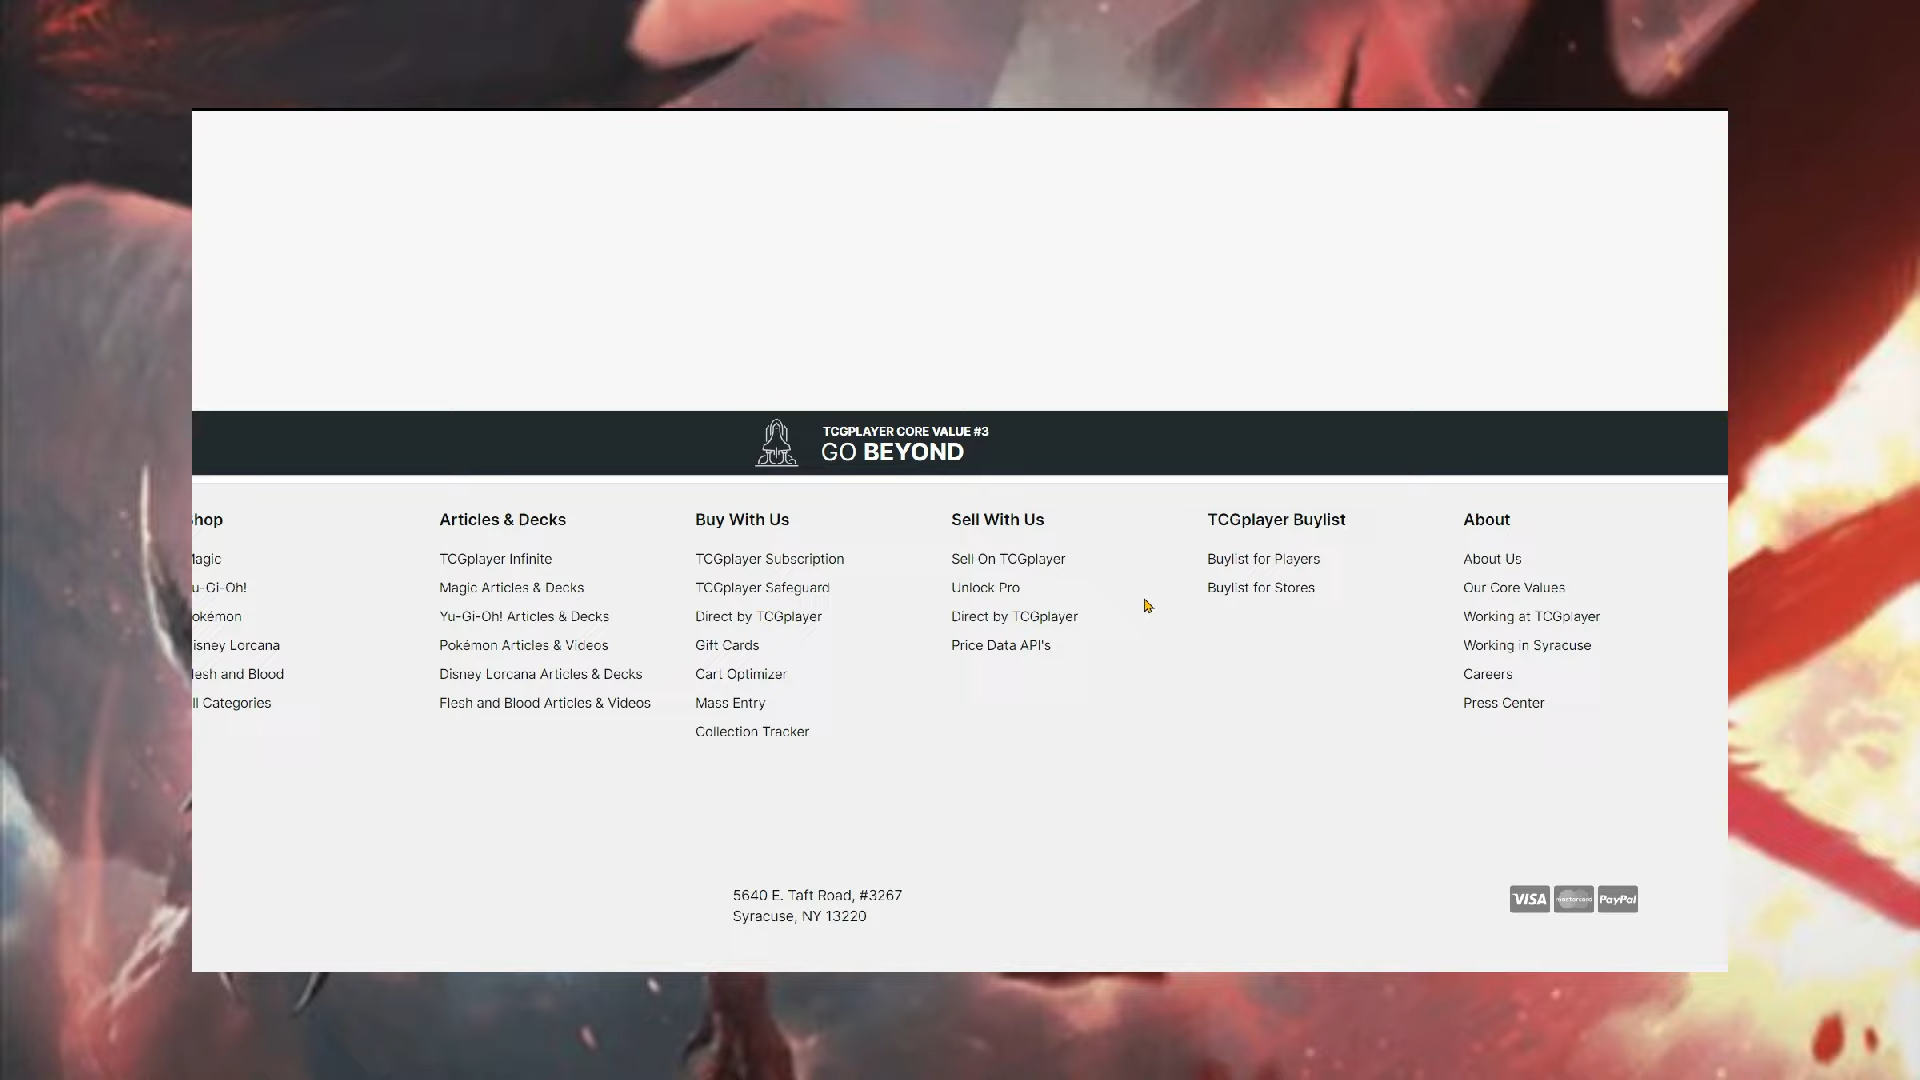 TCGPLAYER CORE VALUE #3
GO BEYOND
hop
Articles & Decks
Buy With Us
Sell With Us
TCGplayer Buylist
About
agic
TCGplayer Infinite
TCGplayer Subscription
Sell On TCGplayer
Buylist for Players
About Us
u-Gi-Oh!
Magic Articles & Decks
TCGplayer Safeguard
Unlock Pro
Buylist for Stores
Our Core Values
okémon
Yu-Gi-Oh! Articles & Decks
Direct by TCGplayer
Direct by TCGplayer
Working at TCGplayer
isney Lorcana
Pokémon Articles & Videos
Gift Cards
Price Data API's
Working in Syracuse
lesh and Blood
Disney Lorcana Articles & Decks
Cart Optimizer
Careers
ll Categories
Flesh and Blood Articles & Videos
Mass Entry
Press Center
Collection Tracker
5640 E. Taft Road, #3267
Syracuse, NY 13220
VISA
mastercard
PayPal